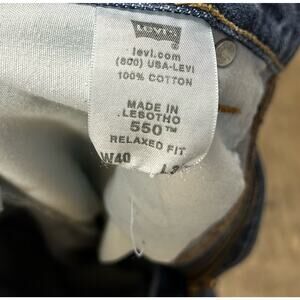 LEVI'S
levi.com
(800) USA-LEVI
100% COTTON
MADE IN
LESOTHO
550™
RELAXED FIT
W40